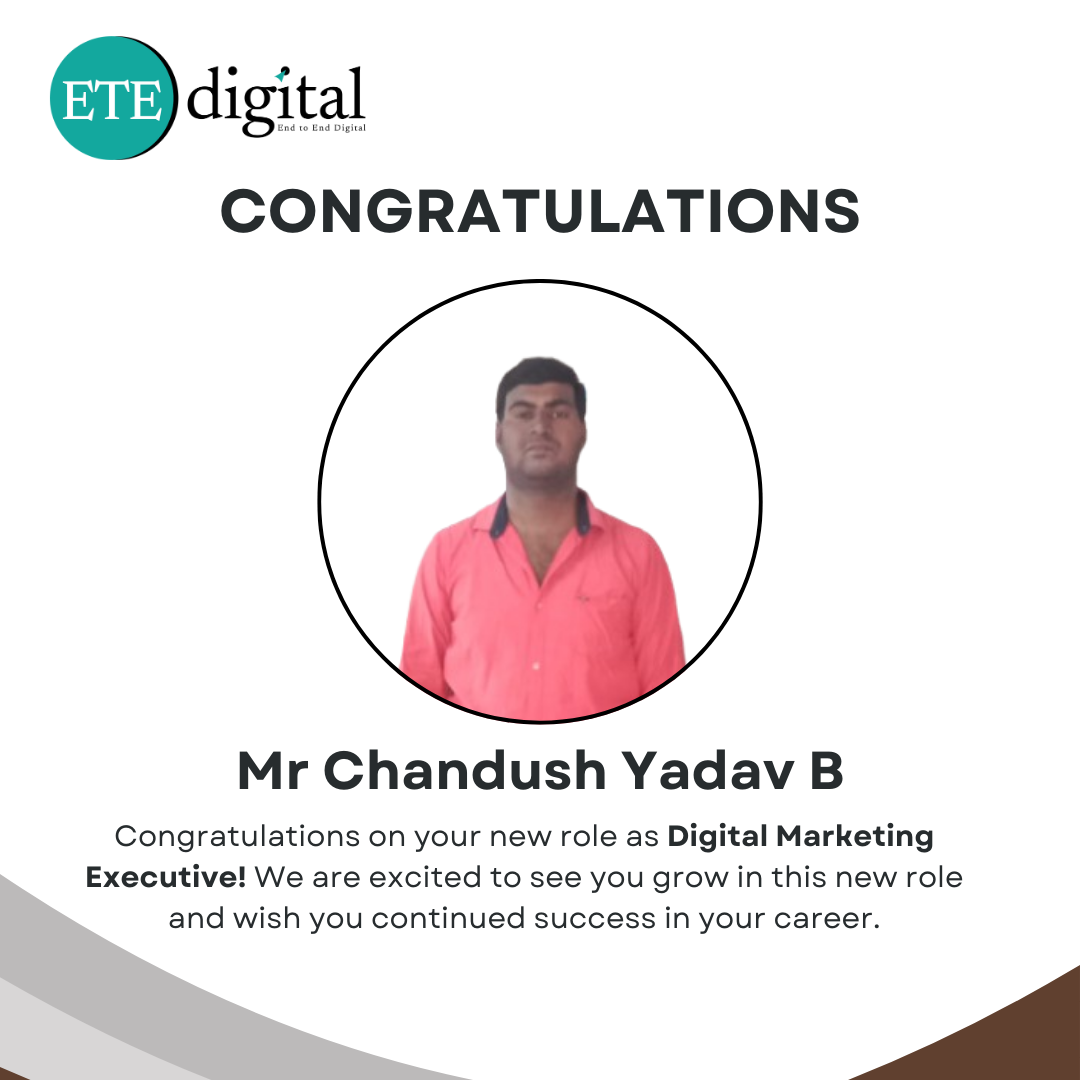 ETE digital
End to End Digital
CONGRATULATIONS
Mr Chandush Yadav B
Congratulations on your new role as Digital Marketing
Executive! We are excited to see you grow in this new role
and wish you continued success in your career.